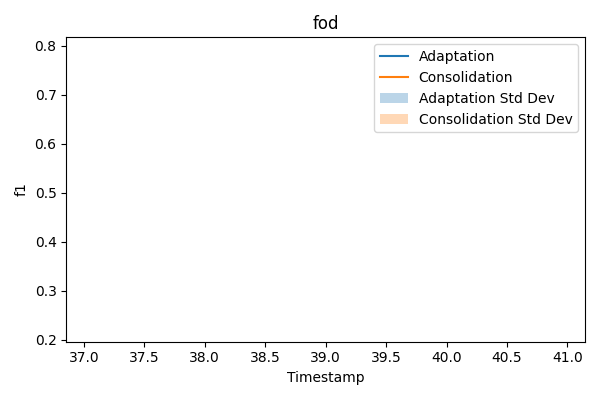 fod
Adaptation
Consolidation
Adaptation Std Dev
Consolidation Std Dev
0.8
0.7
0.6
0.5
0.4
0.3
0.2
f1
37.0 37.5 38.0 38.5 39.0 39.5 40.0 40.5 41.0
Timestamp